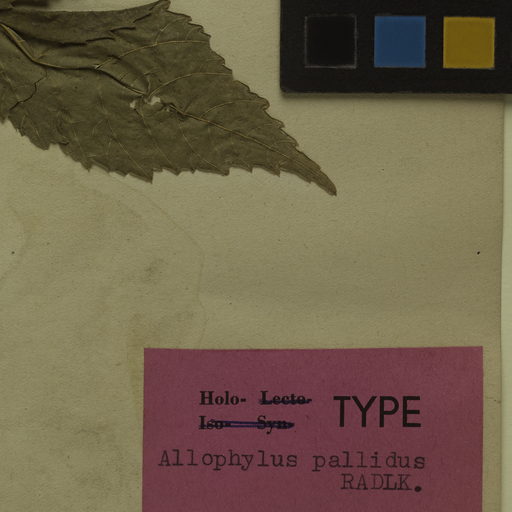 Holo- Lecto-
Iso- Syn- TYPE
Allophylus pallidus
RADLK.